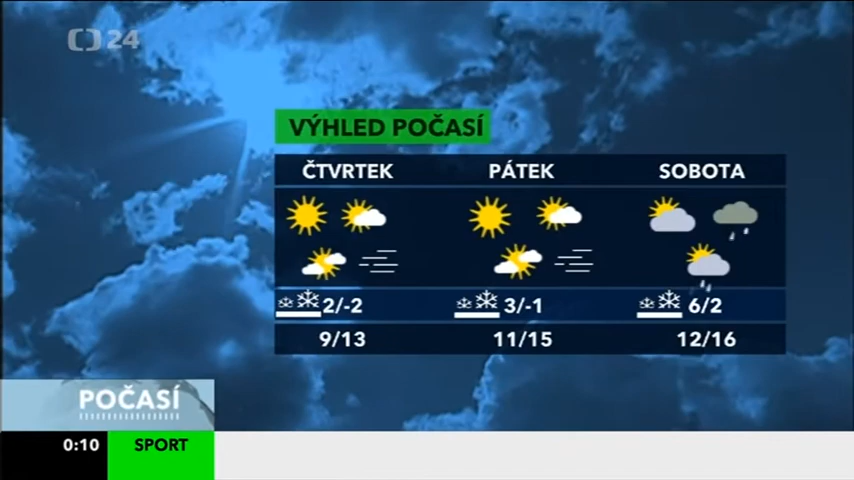 ČT 24
VÝHLED POČASÍ
ČTVRTEK PÁTEK SOBOTA
2/-2 3/-1 6/2
9/13 11/15 12/16
POČASÍ
0:10 SPORT